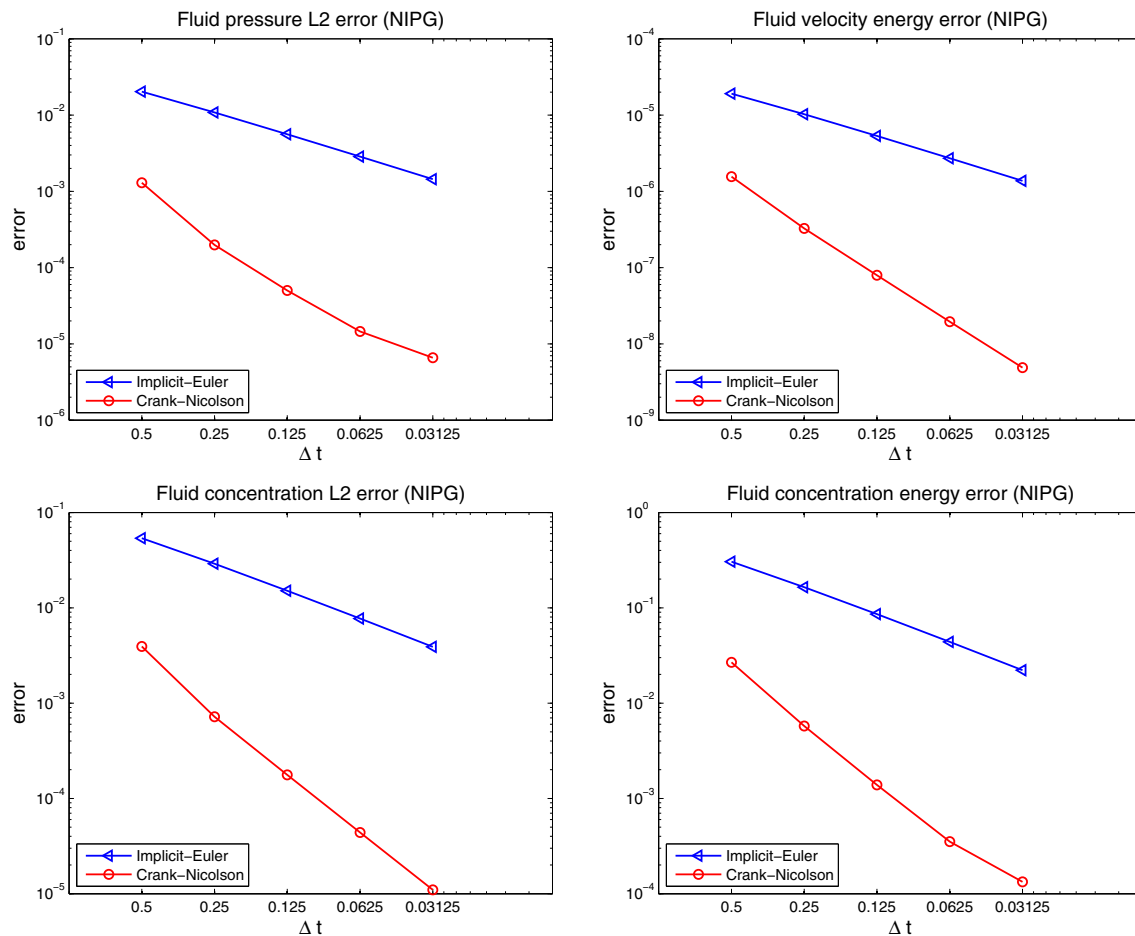 Fluid pressure L2 error (NIPG)
10^-1
10^-2
10^-3
10^-4
10^-5
10^-6
error
Implicit−Euler
Crank−Nicolson
0.5 0.25 0.125 0.0625 0.03125
Δ t
Fluid velocity energy error (NIPG)
10^-4
10^-5
10^-6
10^-7
10^-8
10^-9
error
Implicit−Euler
Crank−Nicolson
0.5 0.25 0.125 0.0625 0.03125
Δ t
Fluid concentration L2 error (NIPG)
10^-1
10^-2
10^-3
10^-4
10^-5
error
Implicit−Euler
Crank−Nicolson
0.5 0.25 0.125 0.0625 0.03125
Δ t
Fluid concentration energy error (NIPG)
10^0
10^-1
10^-2
10^-3
10^-4
error
Implicit−Euler
Crank−Nicolson
0.5 0.25 0.125 0.0625 0.03125
Δ t